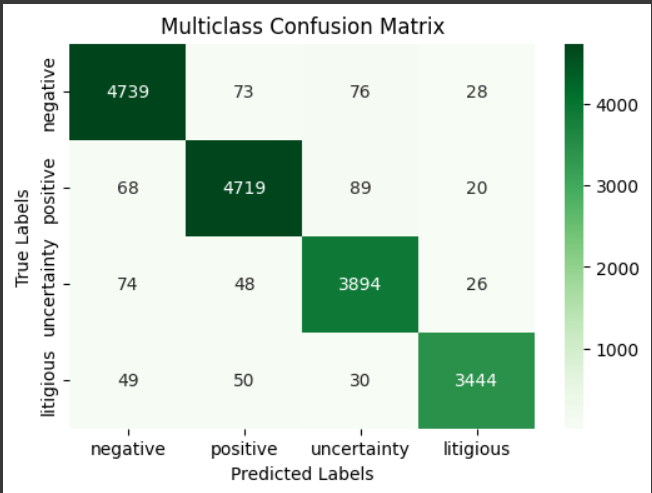 Multiclass Confusion Matrix
True Labels
negative
4739 73 76 28
positive
68 4719 89 20
uncertainty
74 48 3894 26
litigious
49 50 30 3444
negative positive uncertainty litigious
Predicted Labels
4000
3000
2000
1000